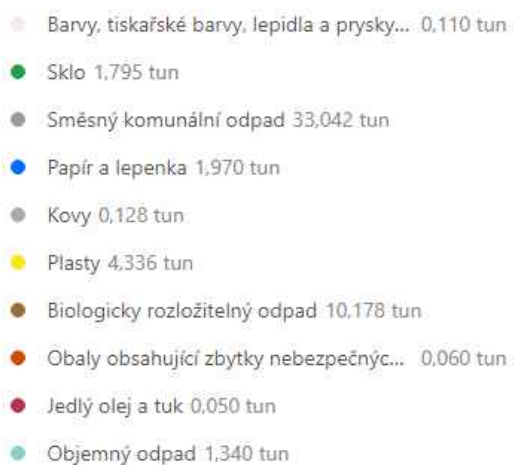 Barvy, tiskařské barvy, lepidla a prysky... 0,110 tun
Sklo 1,795 tun
Směsný komunální odpad 33,042 tun
Papír a lepenka 1,970 tun
Kovy 0,128 tun
Plasty 4,336 tun
Biologicky rozložitelný odpad 10,178 tun
Obaly obsahující zbytky nebezpečnýc... 0,060 tun
Jedlý olej a tuk 0,050 tun
Objemný odpad 1,340 tun